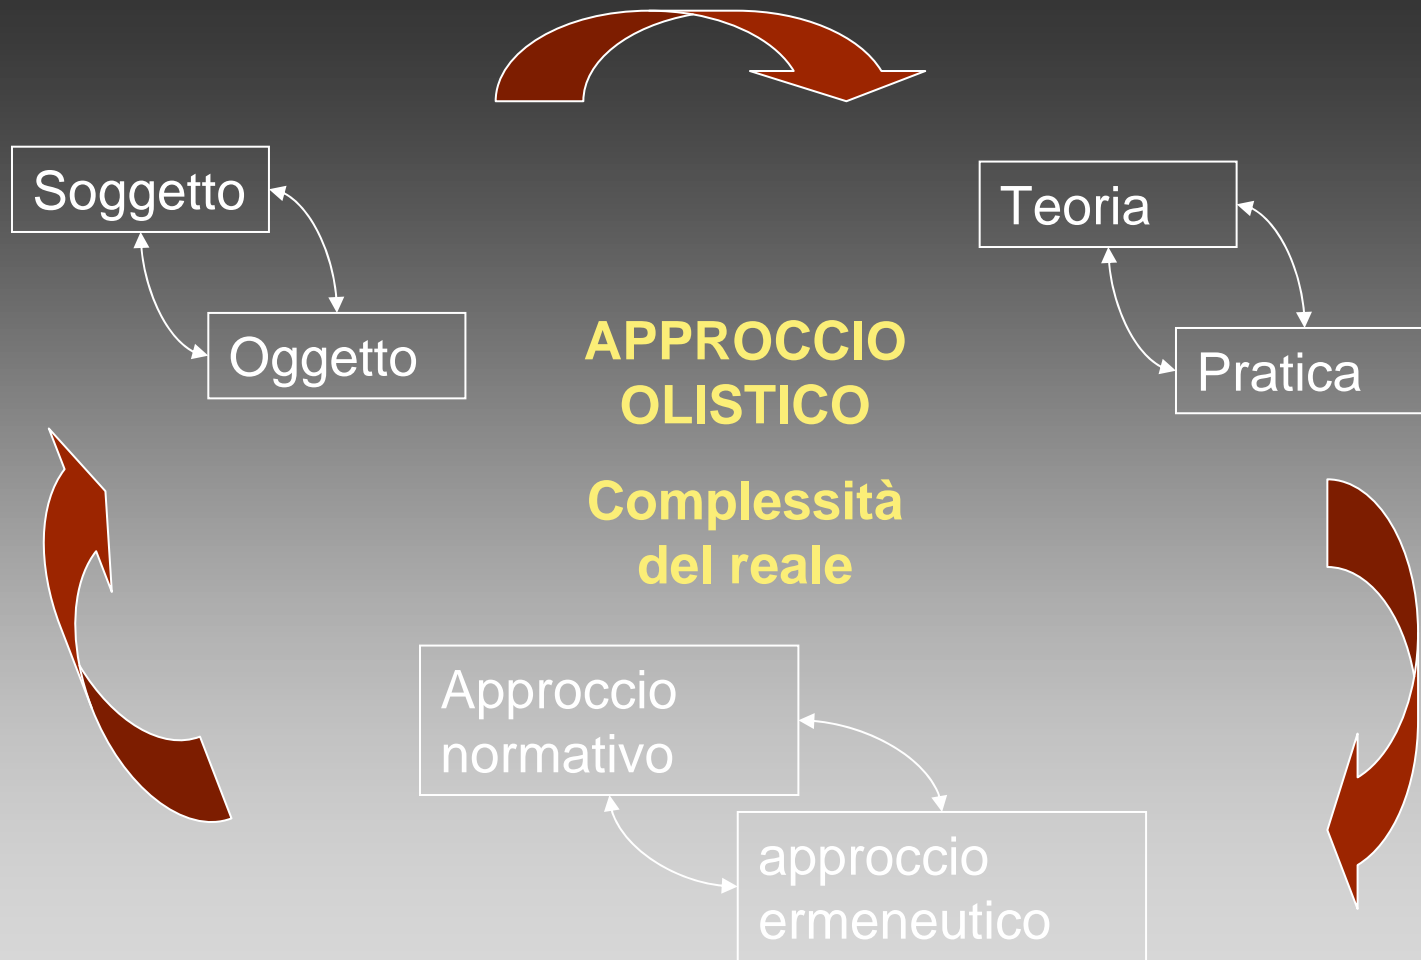 Soggetto
Oggetto
Teoria
Pratica
APPROCCIO
OLISTICO
Complessità
del reale
Approccio
normativo
approccio
ermeneutico